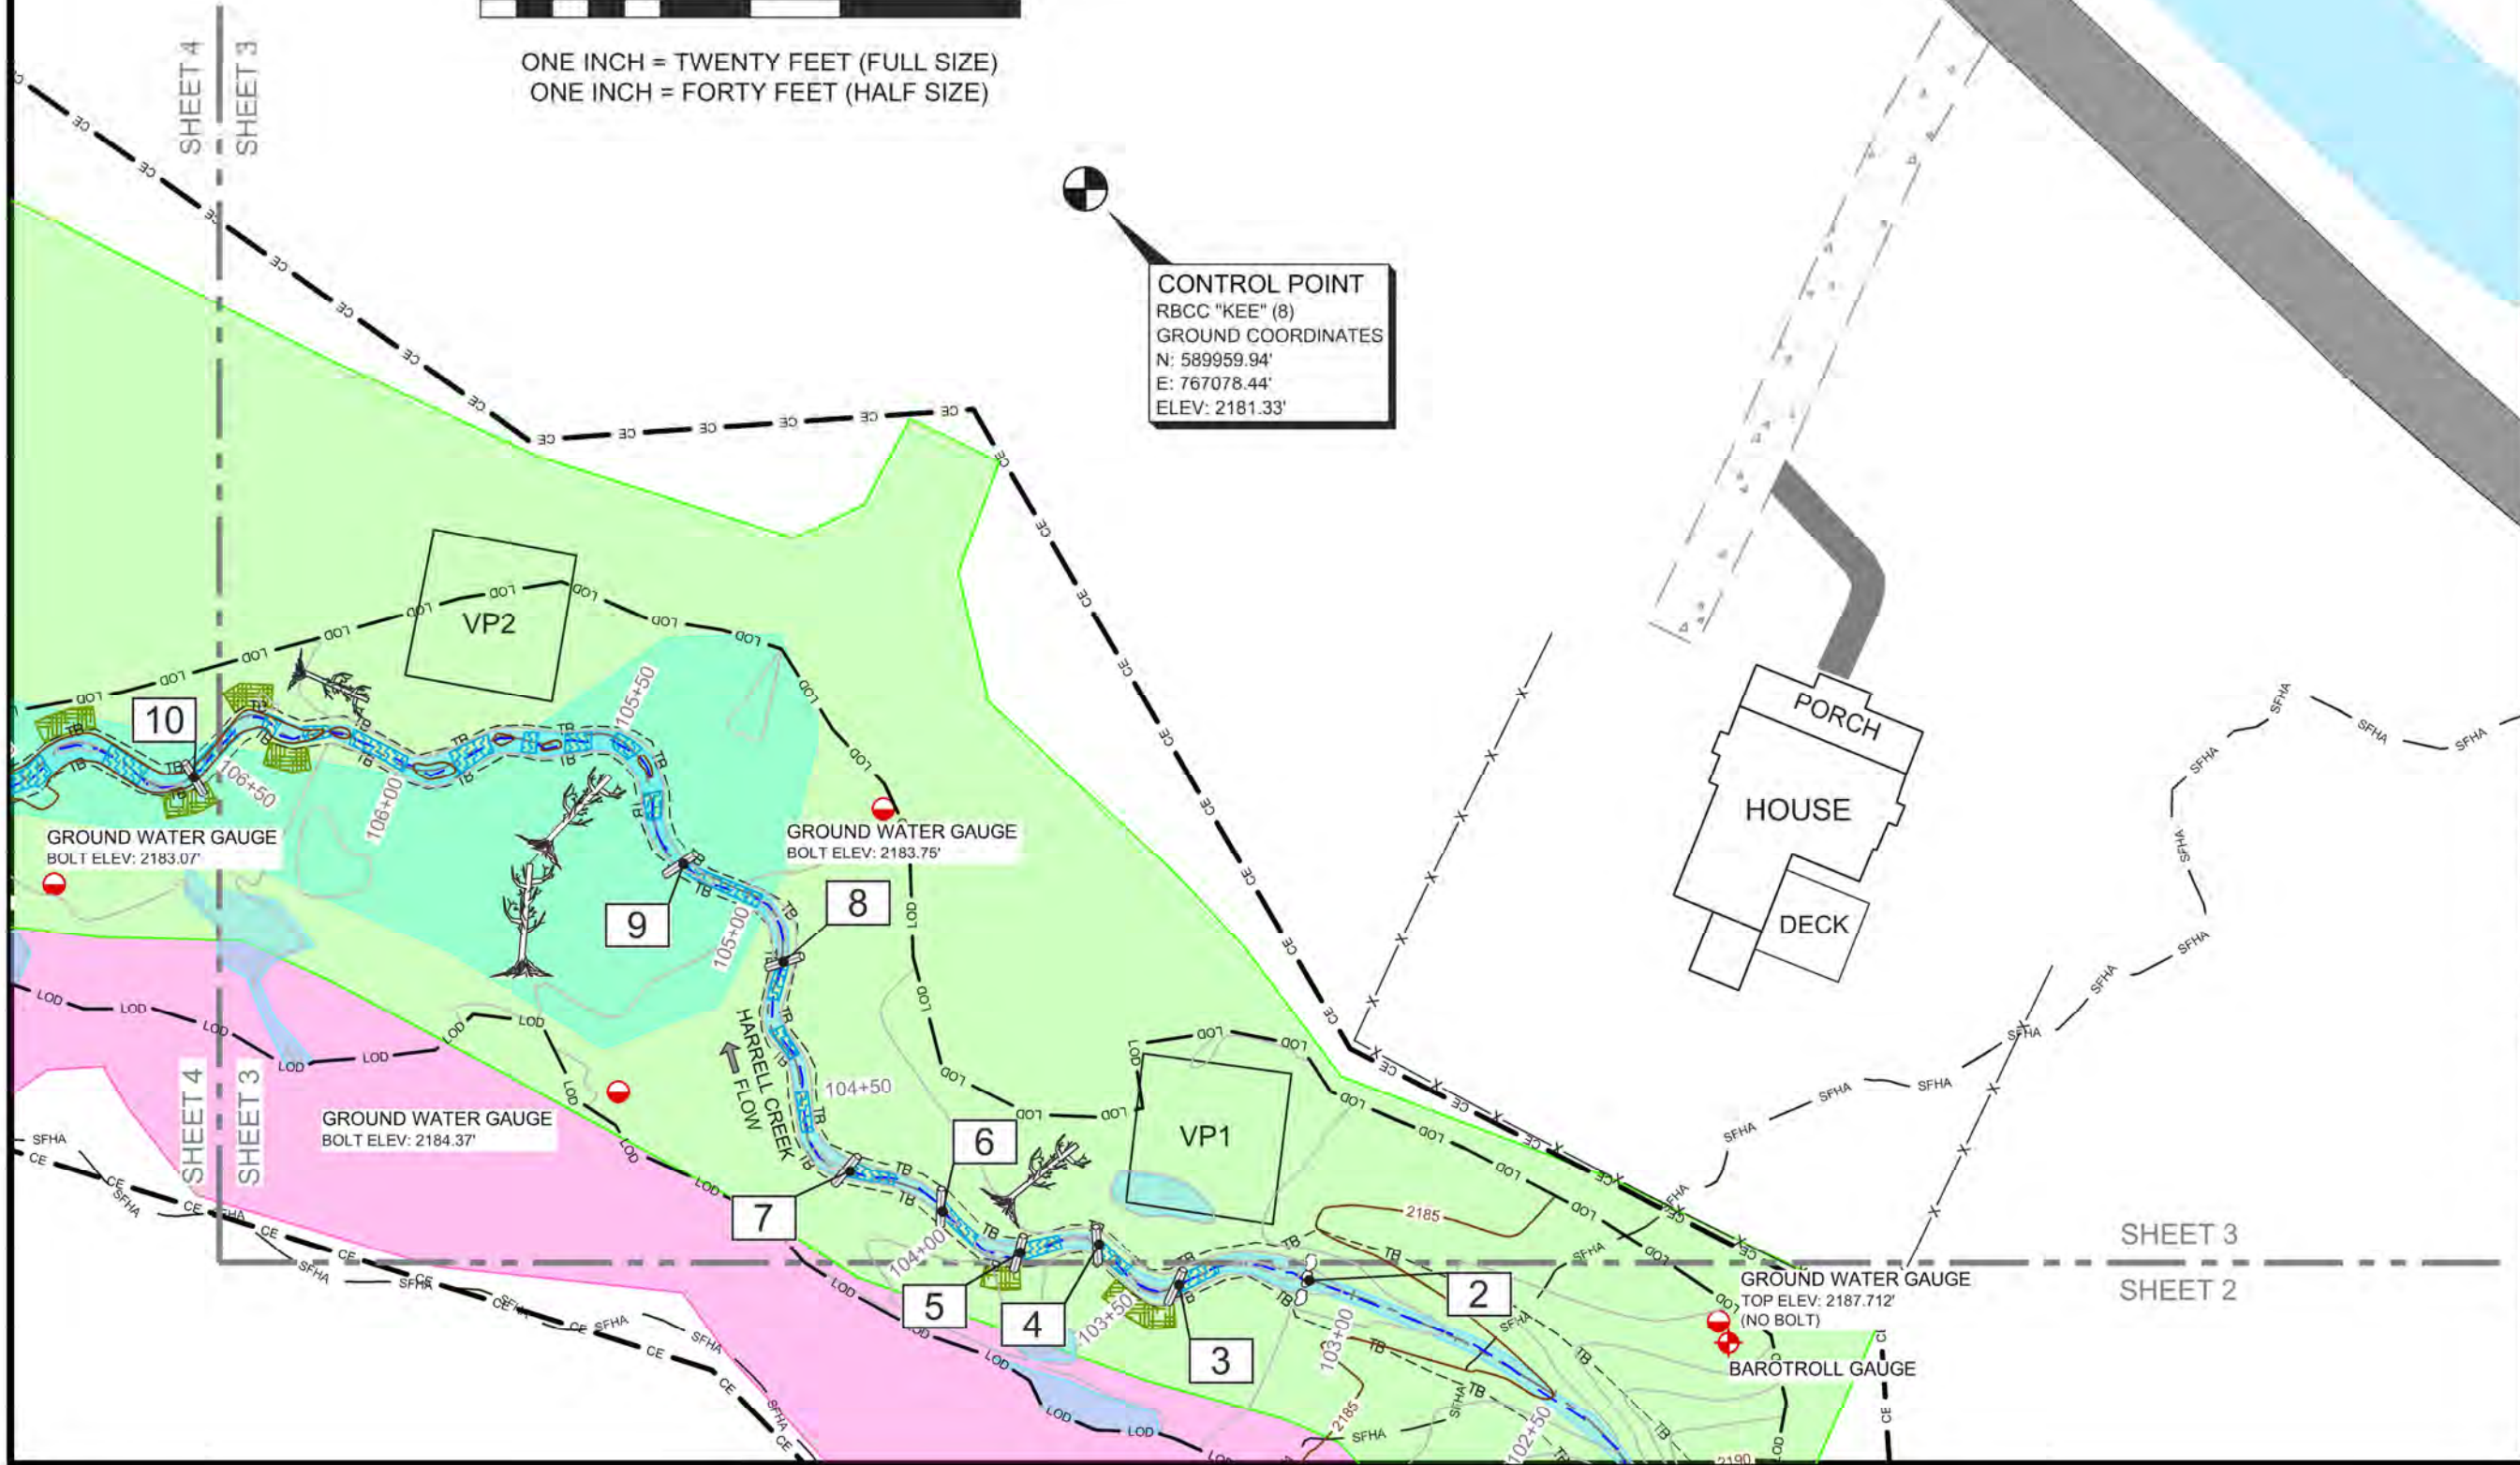 SHEET 4
SHEET 3
ONE INCH = TWENTY FEET (FULL SIZE)
ONE INCH = FORTY FEET (HALF SIZE)
CONTROL POINT
RBCC "KEE" (8)
GROUND COORDINATES
N: 589959.94'
E: 767078.44'
ELEV: 2181.33'
CE
VP2
LOD
10
TB
105+50
106+50
106+00
GROUND WATER GAUGE
BOLT ELEV: 2183.07'
GROUND WATER GAUGE
BOLT ELEV: 2183.75'
9
8
105+00
PORCH
HOUSE
DECK
X
SFHA
HARRELL CREEK
FLOW
104+50
GROUND WATER GAUGE
BOLT ELEV: 2184.37'
SHEET 4
SHEET 3
VP1
6
7
104+00
5
4
103+50
3
2
103+00
2185
2185
102+50
2190
SHEET 3
SHEET 2
GROUND WATER GAUGE
TOP ELEV: 2187.712'
(NO BOLT)
BAROTROLL GAUGE